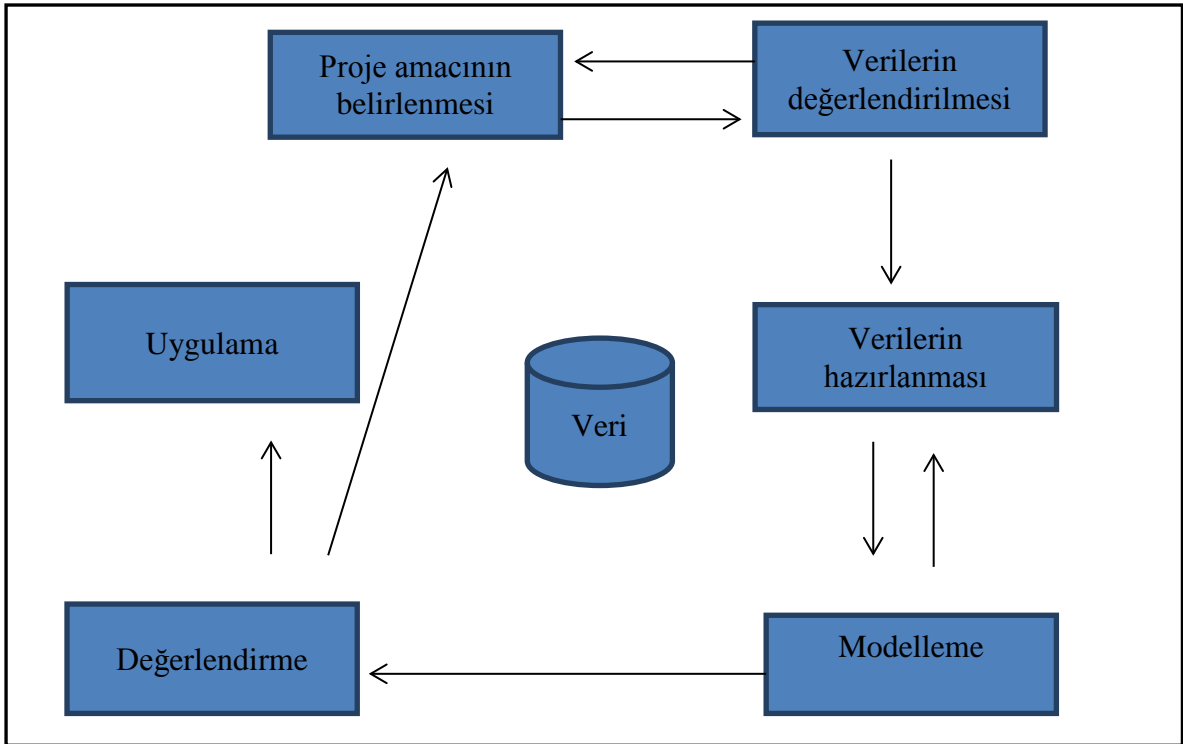 Proje amacının
belirlenmesi
Verilerin
değerlendirilmesi
Uygulama
Verilerin
hazırlanması
Veri
Değerlendirme
Modelleme